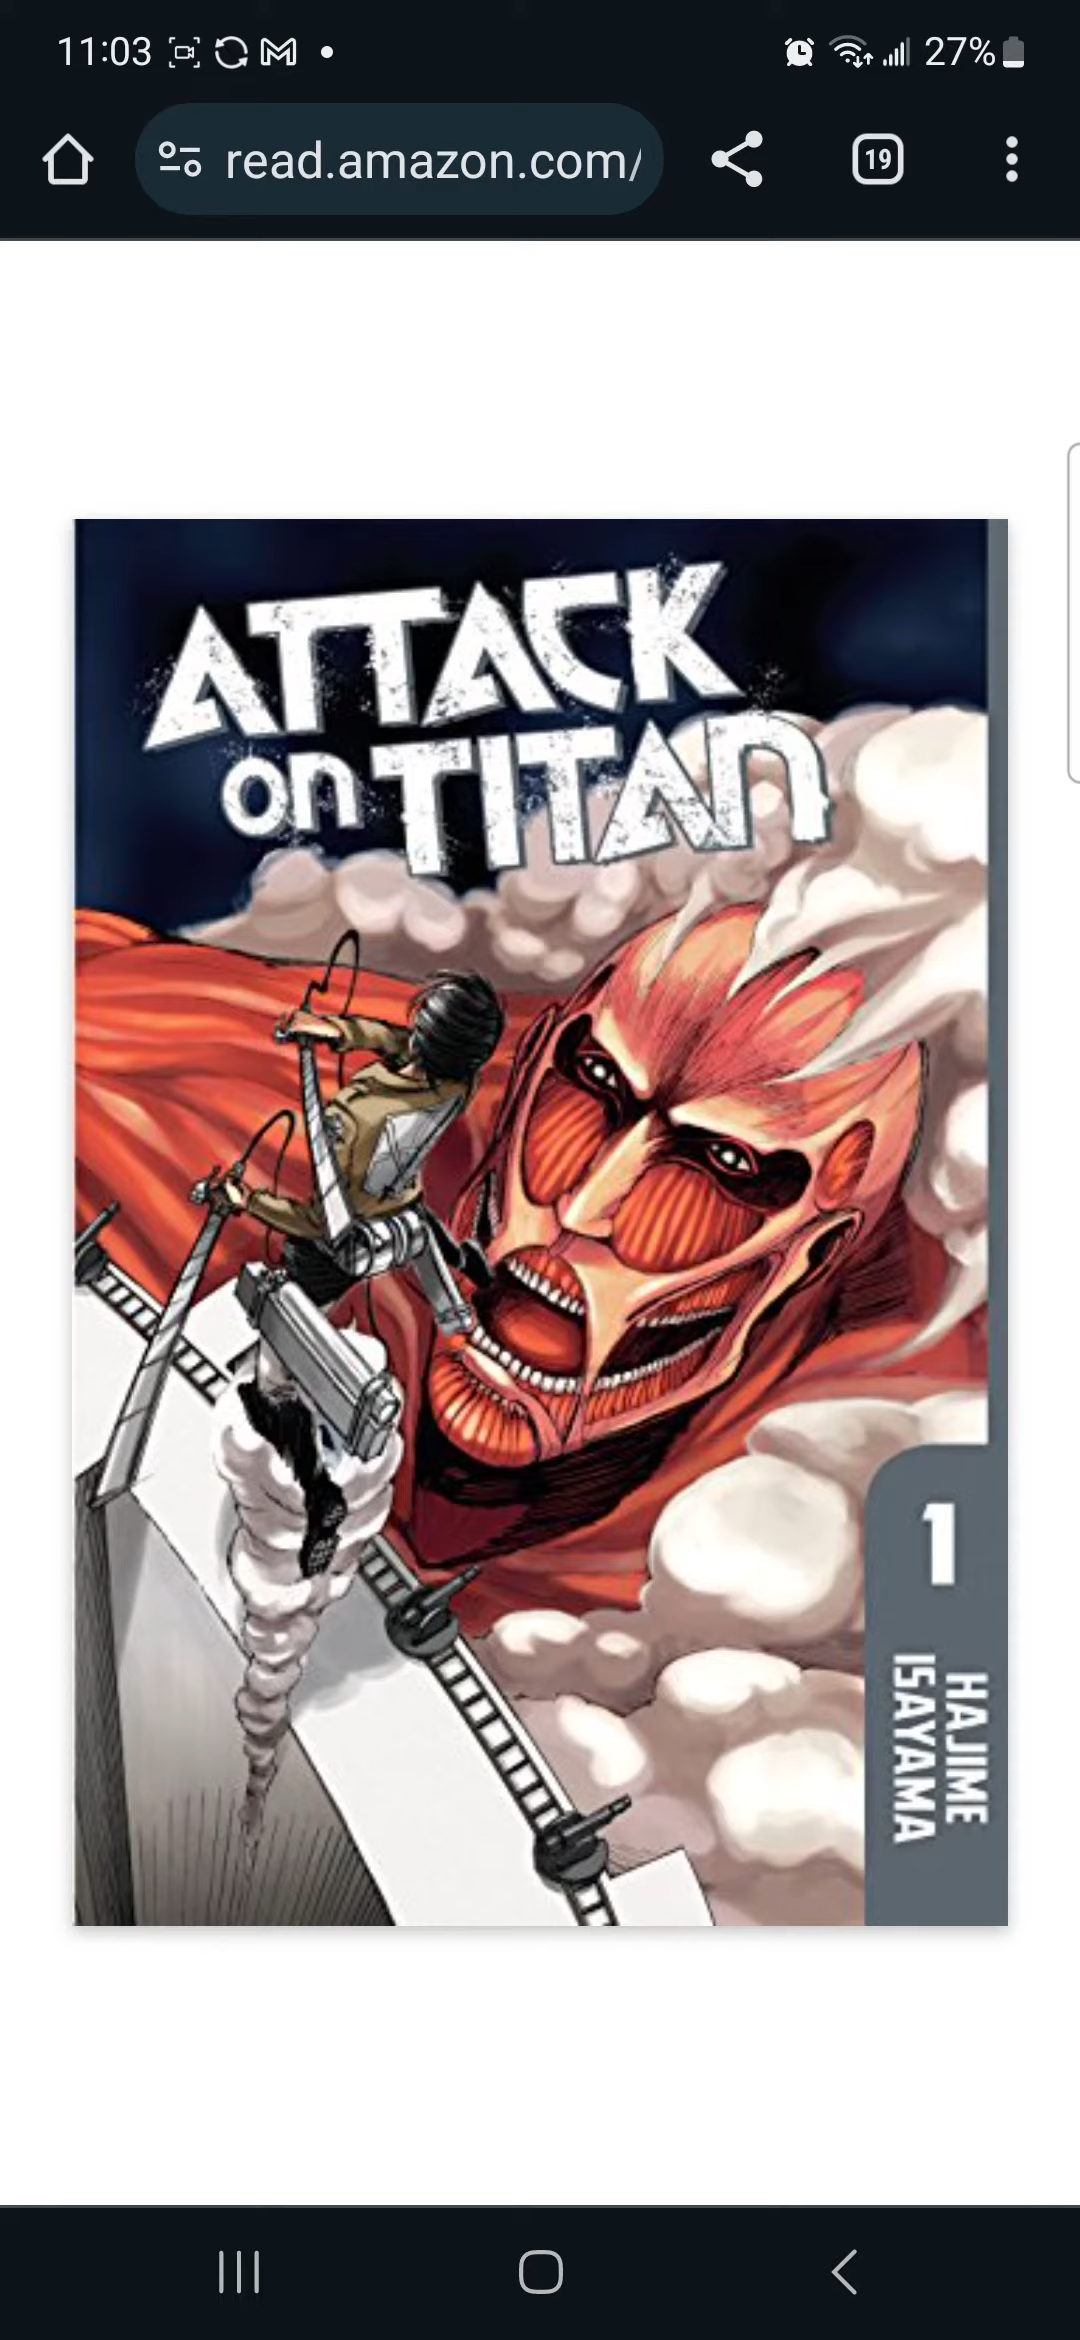 11:03
27%
read.amazon.com/
19
ATTACK
on TITAN
1
HAJIME
ISAYAMA